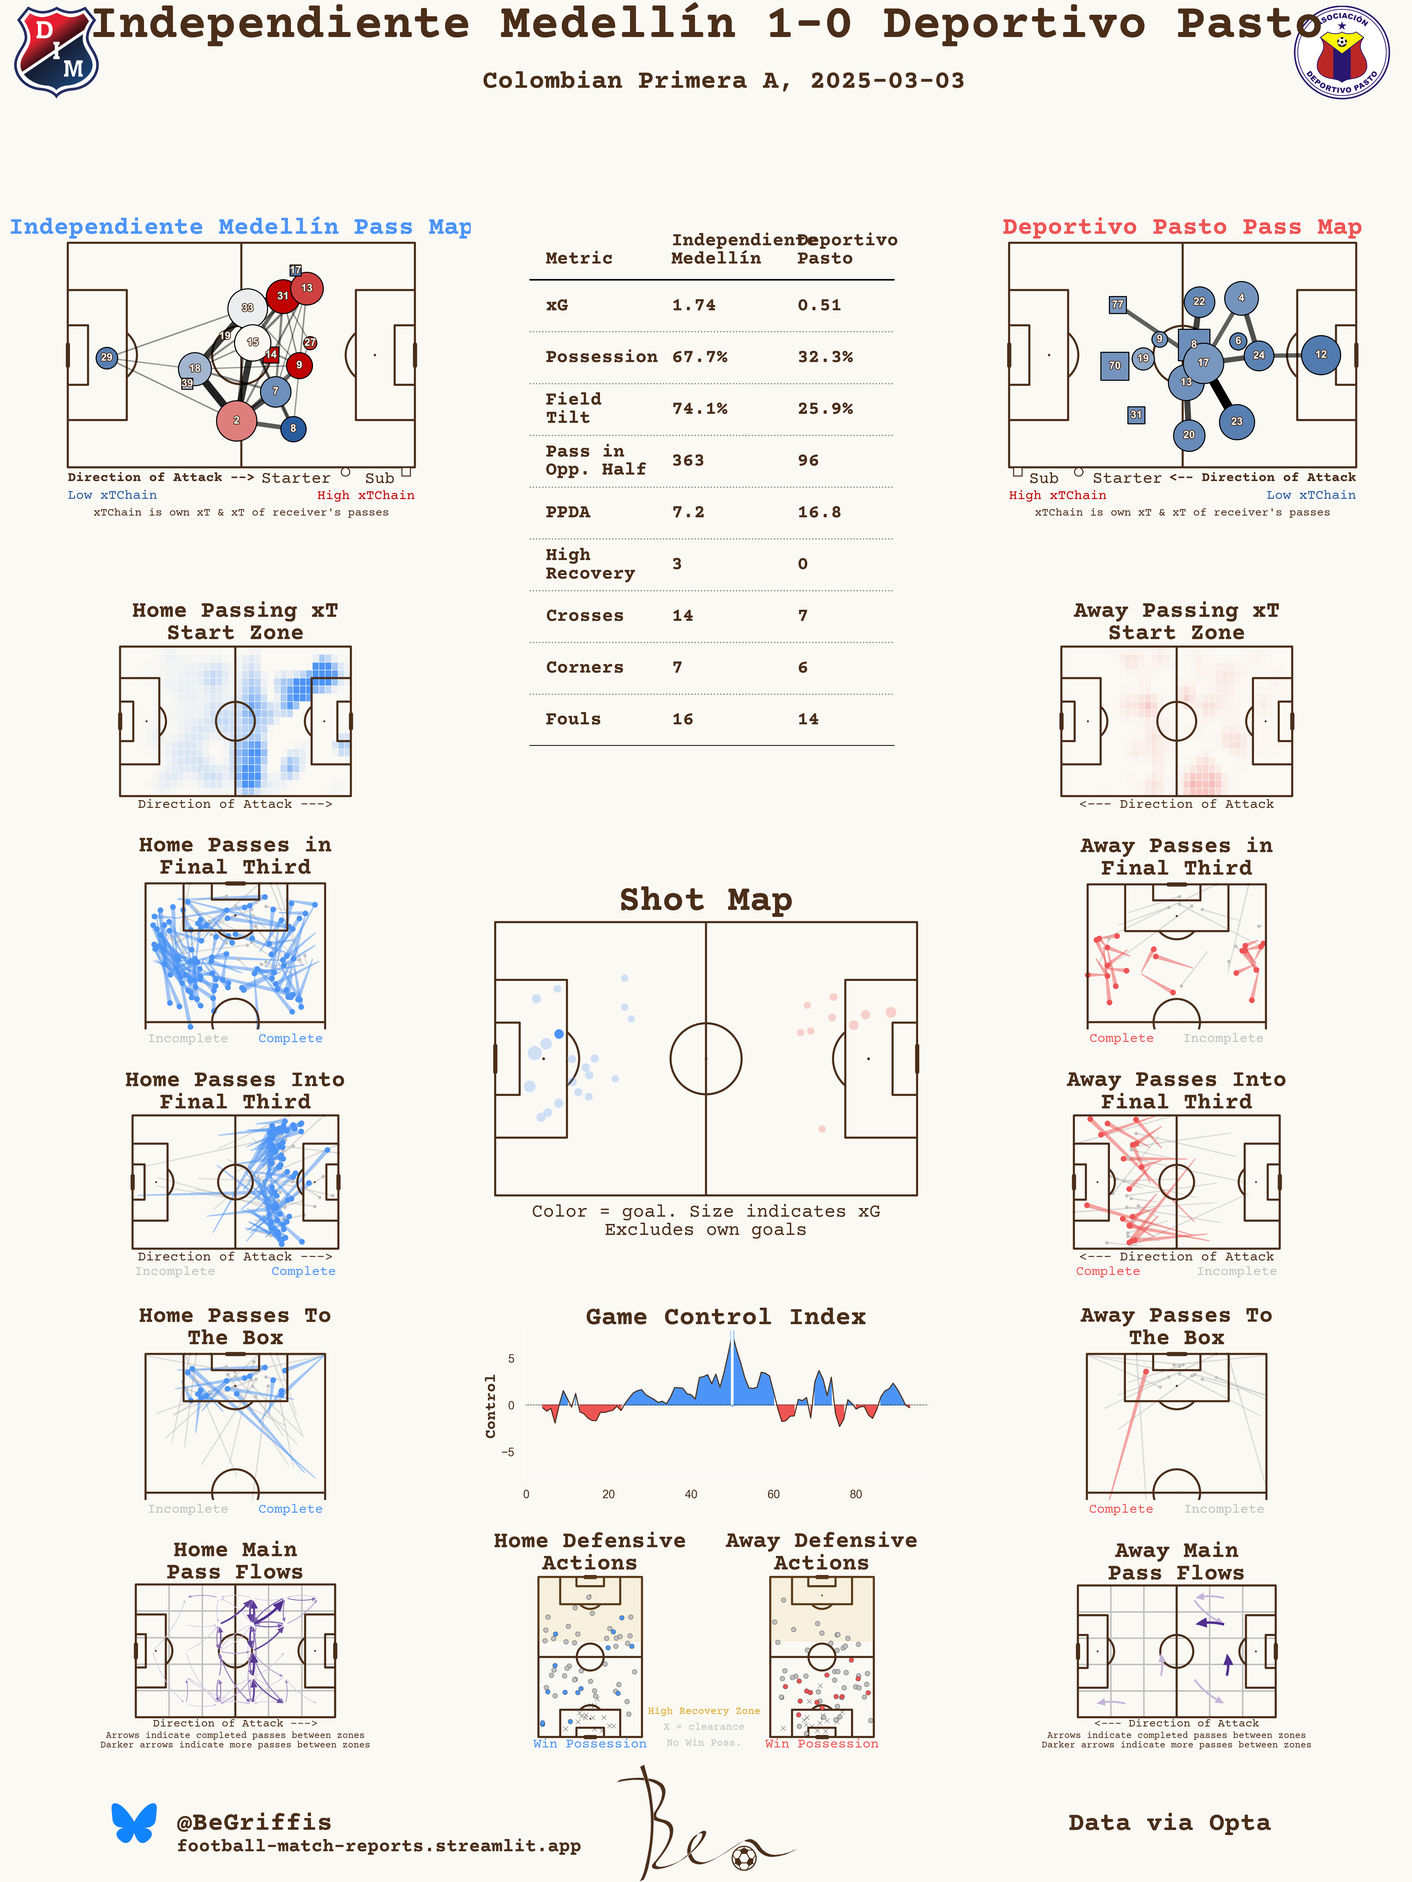 Independiente Medellín 1-0 Deportivo Pasto
Colombian Primera A, 2025-03-03
D
I
M
ASOCIACIÓN
DEPORTIVO PASTO
Independiente Medellín Pass Map
29
33
19
15
18
39
2
17
31
13
14
27
9
7
8
Direction of Attack --> Starter Sub
Low xTChain High xTChain
xTChain is own xT & xT of receiver's passes
Metric Independiente Medellín Deportivo Pasto
xG 1.74 0.51
Possession 67.7% 32.3%
Field Tilt 74.1% 25.9%
Pass in Opp. Half 363 96
PPDA 7.2 16.8
High Recovery 3 0
Crosses 14 7
Corners 7 6
Fouls 16 14
Deportivo Pasto Pass Map
77
22
4
9
8
6
19
70
17
24
12
13
31
20
23
Sub Starter <-- Direction of Attack
High xTChain Low xTChain
xTChain is own xT & xT of receiver's passes
Home Passing xT
Start Zone
Direction of Attack --->
Away Passing xT
Start Zone
<--- Direction of Attack
Home Passes in
Final Third
Incomplete Complete
Away Passes in
Final Third
Complete Incomplete
Shot Map
Color = goal. Size indicates xG
Excludes own goals
Home Passes Into
Final Third
Direction of Attack --->
Incomplete Complete
Away Passes Into
Final Third
<--- Direction of Attack
Complete Incomplete
Home Passes To
The Box
Incomplete Complete
Game Control Index
Control
5
0
−5
0 20 40 60 80
Away Passes To
The Box
Complete Incomplete
Home Main
Pass Flows
Direction of Attack --->
Arrows indicate completed passes between zones
Darker arrows indicate more passes between zones
Home Defensive
Actions
Win Possession
High Recovery Zone
X = clearance
No Win Poss.
Away Defensive
Actions
Win Possession
Away Main
Pass Flows
<--- Direction of Attack
Arrows indicate completed passes between zones
Darker arrows indicate more passes between zones
@BeGriffis
football-match-reports.streamlit.app
Ben
Data via Opta